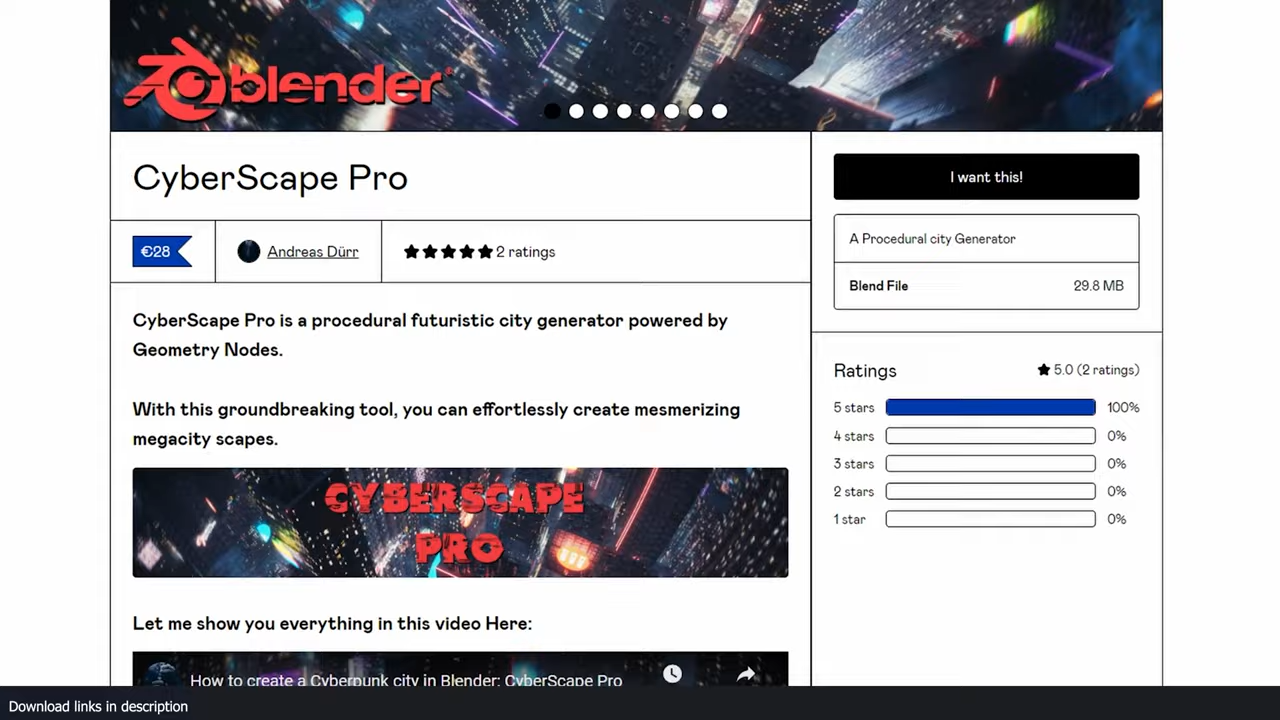 blender
CyberScape Pro
€28
Andreas Dürr
2 ratings
CyberScape Pro is a procedural futuristic city generator powered by
Geometry Nodes.
With this groundbreaking tool, you can effortlessly create mesmerizing
megacity scapes.
CYBERSCAPE
PRO
Let me show you everything in this video Here:
How to create a Cyberpunk city in Blender: CyberScape Pro
I want this!
A Procedural city Generator
Blend File 29.8 MB
Ratings 5.0 (2 ratings)
5 stars 100%
4 stars 0%
3 stars 0%
2 stars 0%
1 star 0%
Download links in description